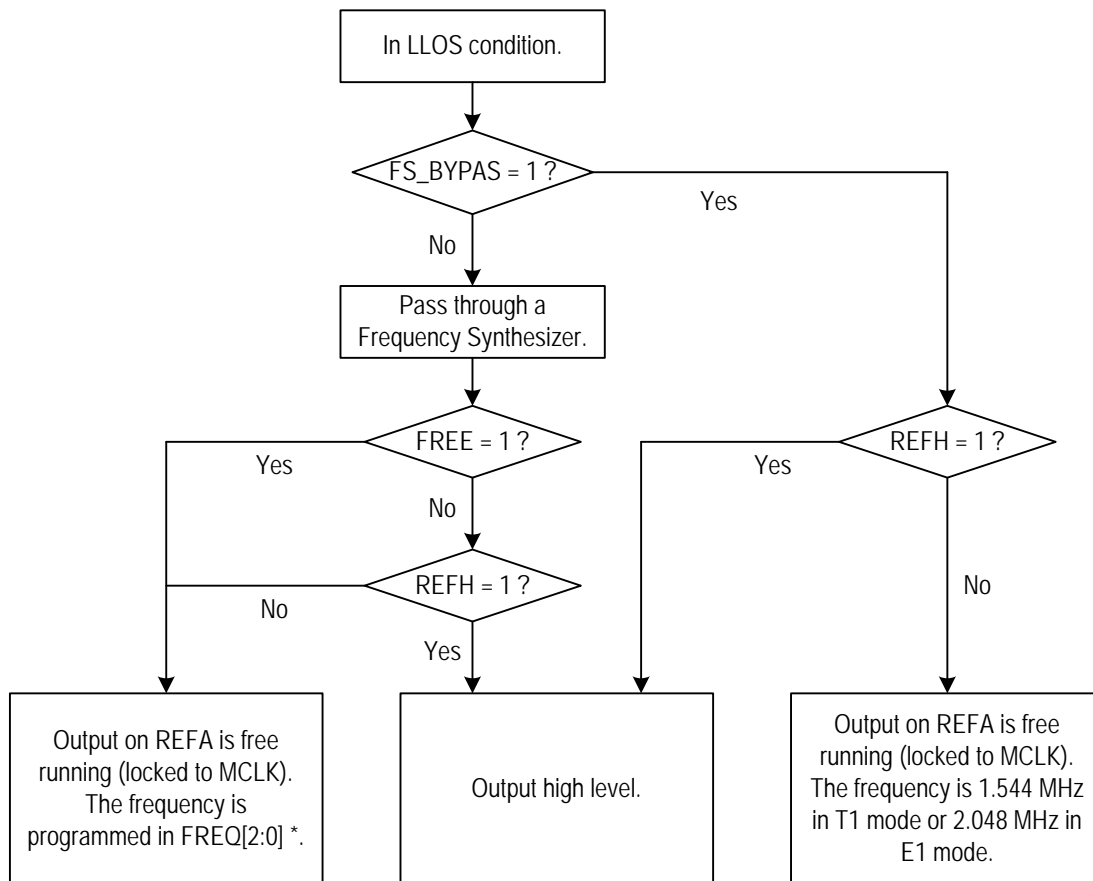 In LLOS condition.
FS_BYPAS = 1 ?
Yes
No
Pass through a
Frequency Synthesizer.
FREE = 1 ?
Yes
No
REFH = 1 ?
Yes
No
REFH = 1 ?
No
Yes
Output on REFA is free
running (locked to MCLK).
The frequency is
programmed in FREQ[2:0] *.
Output high level.
Output on REFA is free
running (locked to MCLK).
The frequency is 1.544 MHz
in T1 mode or 2.048 MHz in
E1 mode.